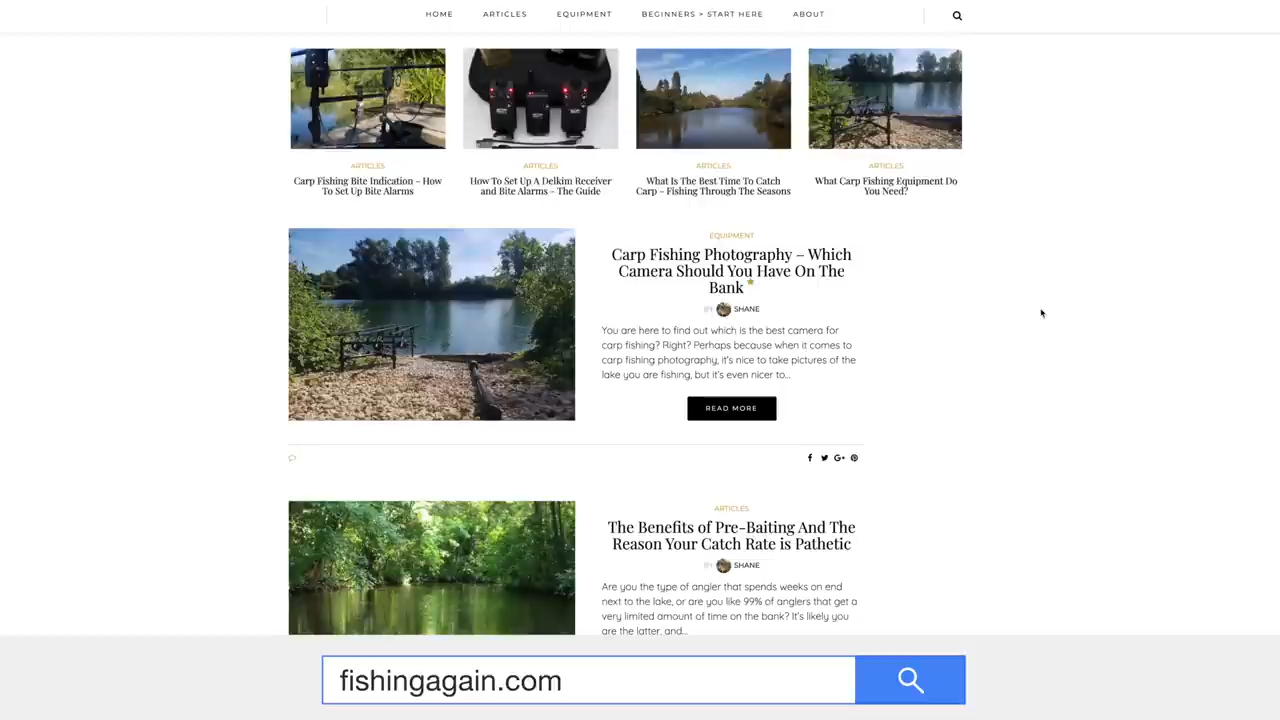 HOME ARTICLES EQUIPMENT BEGINNERS > START HERE ABOUT
ARTICLES
Carp Fishing Bite Indication – How
To Set Up Bite Alarms
ARTICLES
How To Set Up A Delkim Receiver
and Bite Alarms – The Guide
ARTICLES
What Is The Best Time To Catch
Carp – Fishing Through The Seasons
ARTICLES
What Carp Fishing Equipment Do
You Need?
EQUIPMENT
Carp Fishing Photography – Which
Camera Should You Have On The
Bank
BY SHANE
You are here to find out which is the best camera for
carp fishing? Right? Perhaps because when it comes to
carp fishing photography, it's nice to take pictures of the
lake you are fishing, but it's even nicer to...
READ MORE
ARTICLES
The Benefits of Pre-Baiting And The
Reason Your Catch Rate is Pathetic
BY SHANE
Are you the type of angler that spends weeks on end
next to the lake, or are you like 99% of anglers that get a
very limited amount of time on the bank? It's likely you
are the latter, and...
fishingagain.com